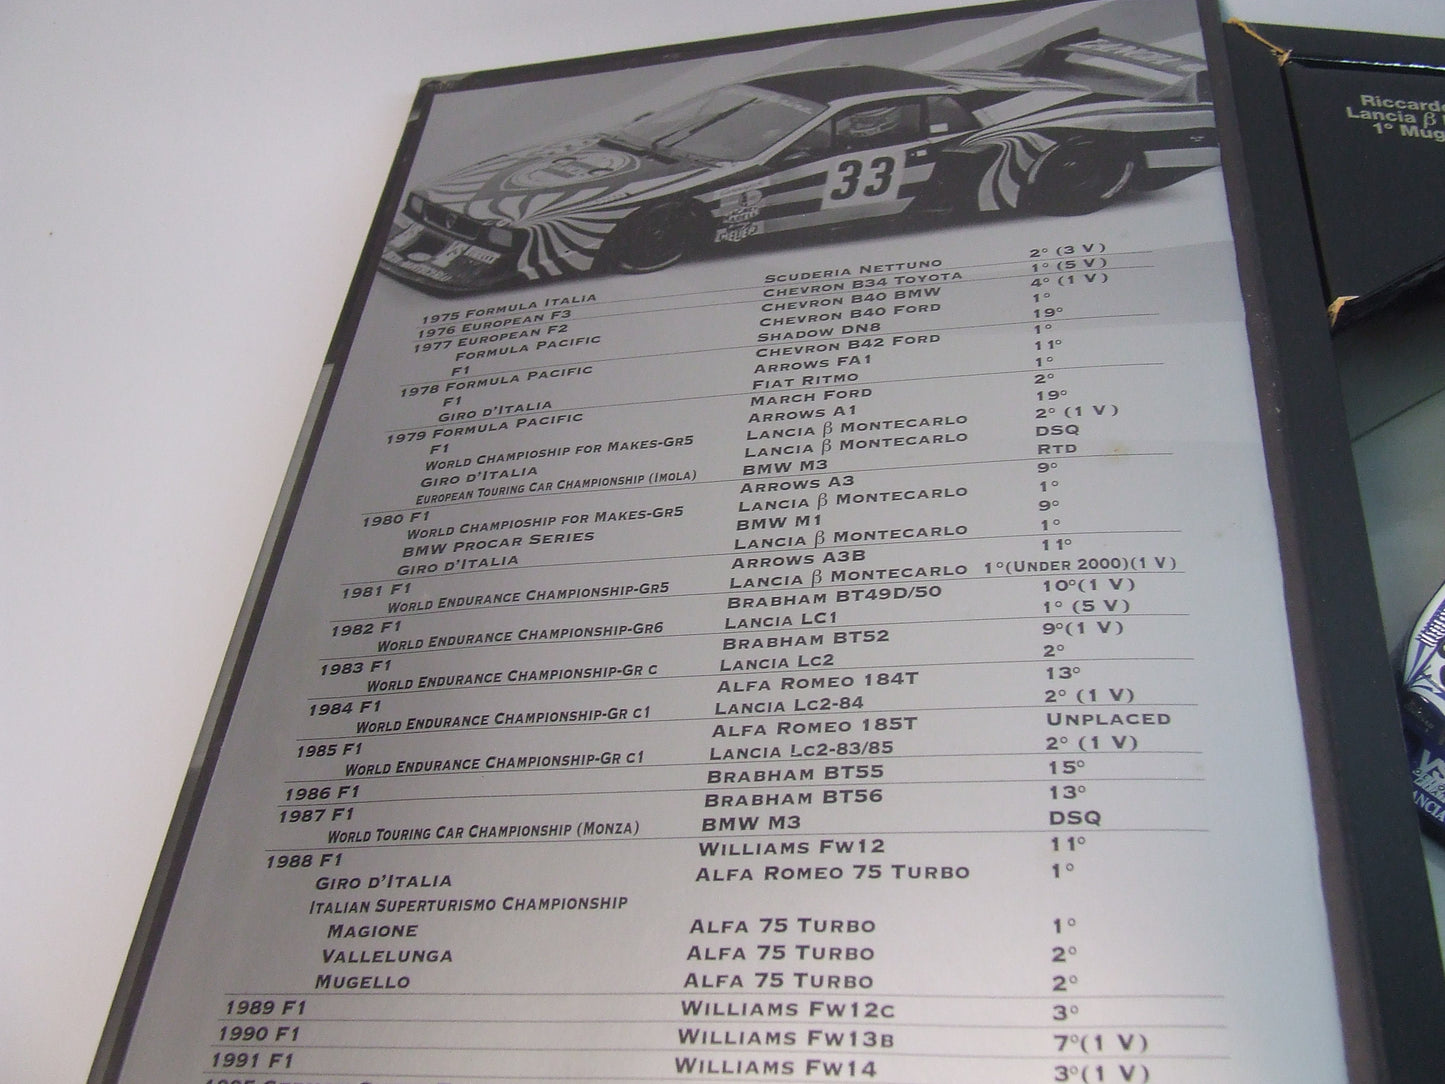 CAMEL
33
HELIER
1975 FORMULA ITALIA SCUDERIA NETTUNO 2° (3 V)
1976 EUROPEAN F3 CHEVRON B34 TOYOTA 1° (5 V)
1977 EUROPEAN F2 CHEVRON B40 BMW 4° (1 V)
FORMULA PACIFIC CHEVRON B40 FORD 1°
F1 SHADOW DN8 19°
1978 FORMULA PACIFIC CHEVRON B42 FORD 1°
F1 ARROWS FA1 11°
GIRO D'ITALIA FIAT RITMO 1°
1979 FORMULA PACIFIC MARCH FORD 2°
F1 ARROWS A1 19°
WORLD CHAMPIOSHIP FOR MAKES-GR5 LANCIA β MONTECARLO 2° (1 V)
GIRO D'ITALIA LANCIA β MONTECARLO DSQ
EUROPEAN TOURING CAR CHAMPIONSHIP (IMOLA) BMW M3 RTD
1980 F1 ARROWS A3 9°
WORLD CHAMPIOSHIP FOR MAKES-GR5 LANCIA β MONTECARLO 1°
BMW PROCAR SERIES BMW M1 9°
GIRO D'ITALIA LANCIA β MONTECARLO 1°
1981 F1 ARROWS A3B 11°
WORLD ENDURANCE CHAMPIONSHIP-GR5 LANCIA β MONTECARLO 1°(UNDER 2000)(1 V)
1982 F1 BRABHAM BT49D/50 10°(1 V)
WORLD ENDURANCE CHAMPIONSHIP-GR6 LANCIA LC1 1° (5 V)
1983 F1 BRABHAM BT52 9°(1 V)
WORLD ENDURANCE CHAMPIONSHIP-GR C LANCIA LC2 2°
1984 F1 ALFA ROMEO 184T 13°
WORLD ENDURANCE CHAMPIONSHIP-GR C1 LANCIA LC2-84 2° (1 V)
1985 F1 ALFA ROMEO 185T UNPLACED
WORLD ENDURANCE CHAMPIONSHIP-GR C1 LANCIA LC2-83/85 2° (1 V)
1986 F1 BRABHAM BT55 15°
1987 F1 BRABHAM BT56 13°
WORLD TOURING CAR CHAMPIONSHIP (MONZA) BMW M3 DSQ
1988 F1 WILLIAMS FW12 11°
GIRO D'ITALIA ALFA ROMEO 75 TURBO 1°
ITALIAN SUPERTURISMO CHAMPIONSHIP
MAGIONE ALFA 75 TURBO 1°
VALLELUNGA ALFA 75 TURBO 2°
MUGELLO ALFA 75 TURBO 2°
1989 F1 WILLIAMS FW12C 3°
1990 F1 WILLIAMS FW13B 7°(1 V)
1991 F1 WILLIAMS FW14 3°(1 V)
Riccardo
Lancia β
1° Mug